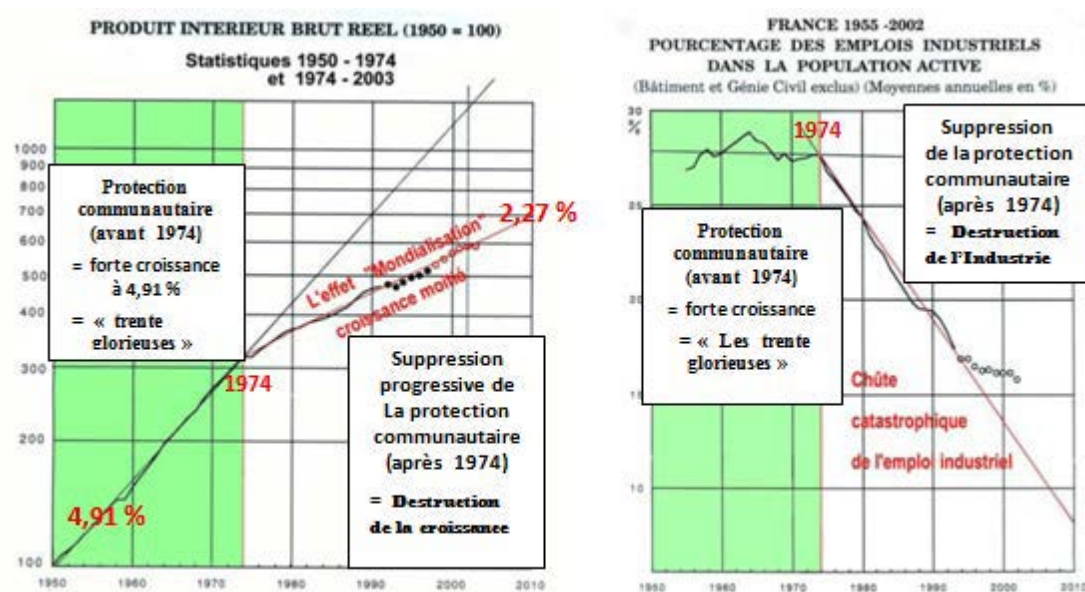 PRODUIT INTERIEUR BRUT REEL (1950 = 100)
Statistiques 1950 - 1974
et 1974 - 2003
1000
900
800
700
600
500
400
300
200
100
Protection
communautaire
(avant 1974)
= forte croissance
à 4,91 %
= « trente
glorieuses »
2,27 %
L'effet "Mondialisation"
croissance moitié
1974
4,91 %
Suppression
progressive de
La protection
communautaire
(après 1974)
= Destruction
de la croissance
1950 1960 1970 1980 1990 2000 2010
FRANCE 1955 -2002
POURCENTAGE DES EMPLOIS INDUSTRIELS
DANS LA POPULATION ACTIVE
(Bâtiment et Génie Civil exclus) (Moyennes annuelles en %)
30
%
25
20
15
10
1974
Suppression
de la protection
communautaire
(après 1974)
= Destruction
de l'Industrie
Protection
communautaire
(avant 1974)
= forte croissance
= « Les trente
glorieuses »
Chûte
catastrophique
de l'emploi industriel
1950 1960 1970 1980 1990 2000 2010